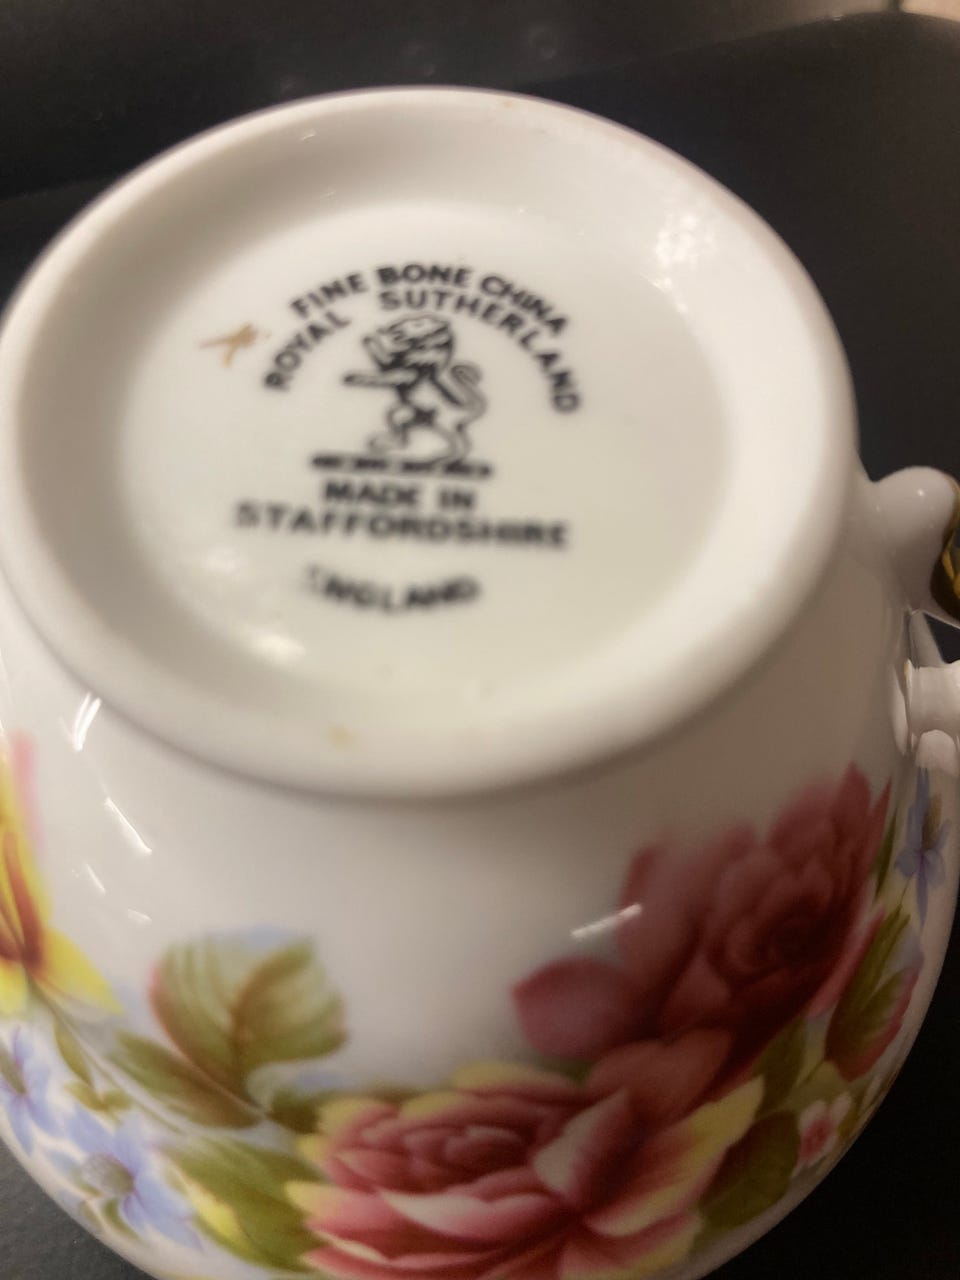 FINE BONE CHINA
ROYAL SUTHERLAND
MADE IN
STAFFORDSHIRE
ENGLAND